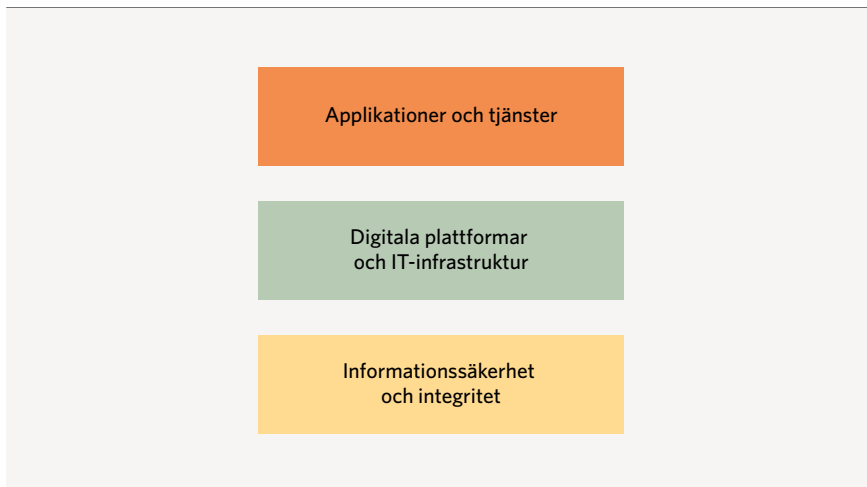 Applikationer och tjänster
Digitala plattformar
och IT-infrastruktur
Informationssäkerhet
och integritet